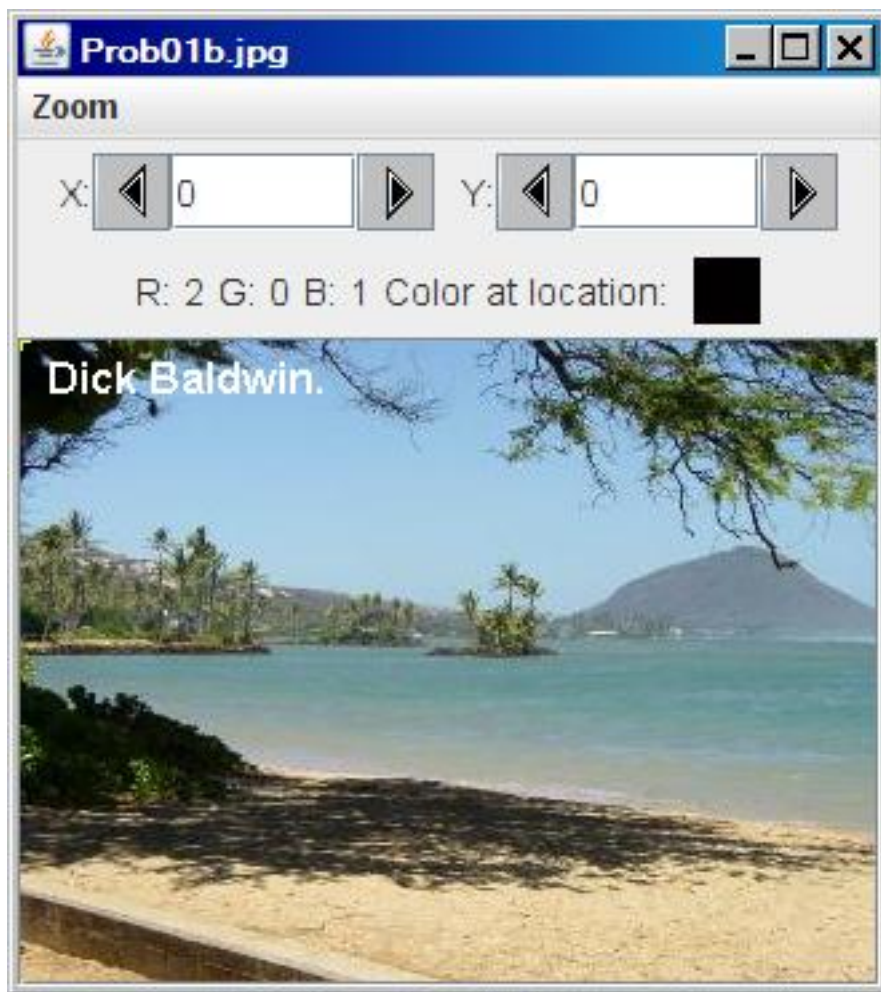 Prob01b.jpg
Zoom
X: 0 Y: 0
R: 2 G: 0 B: 1 Color at location:
Dick Baldwin.